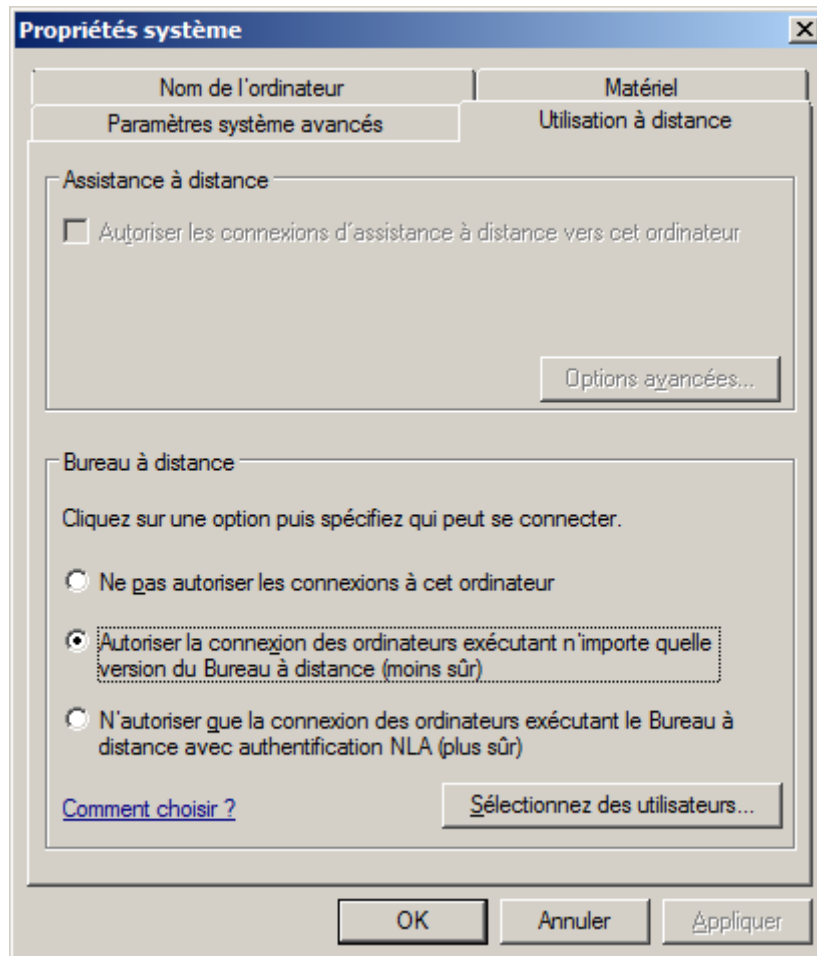 Propriétés système
Nom de l'ordinateur
Matériel
Paramètres système avancés
Utilisation à distance
Assistance à distance
Autoriser les connexions d'assistance à distance vers cet ordinateur
Options avancées...
Bureau à distance
Cliquez sur une option puis spécifiez qui peut se connecter.
Ne pas autoriser les connexions à cet ordinateur
Autoriser la connexion des ordinateurs exécutant n'importe quelle
version du Bureau à distance (moins sûr)
N'autoriser que la connexion des ordinateurs exécutant le Bureau à
distance avec authentification NLA (plus sûr)
Comment choisir ?
Sélectionnez des utilisateurs...
OK
Annuler
Appliquer